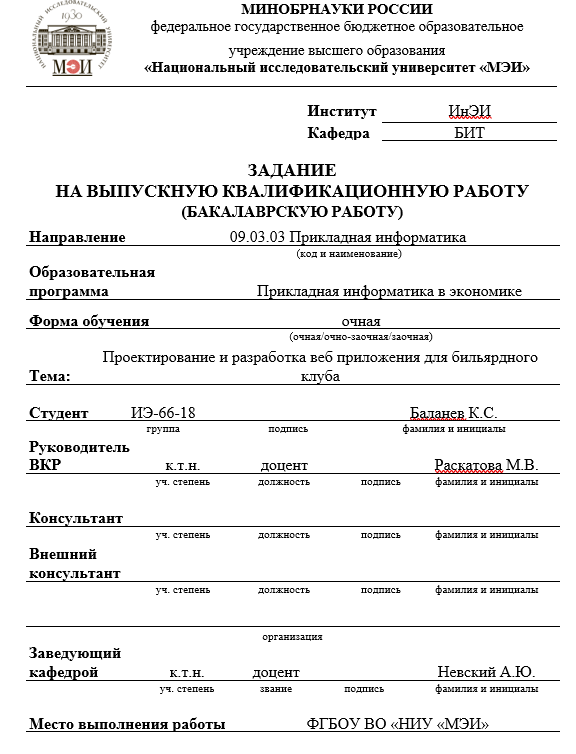 1930
НАЦИОНАЛЬНЫЙ ИССЛЕДОВАТЕЛЬСКИЙ УНИВЕРСИТЕТ
МЭИ
МИНОБРНАУКИ РОССИИ
федеральное государственное бюджетное образовательное
учреждение высшего образования
«Национальный исследовательский университет «МЭИ»
Институт ИнЭИ
Кафедра БИТ
ЗАДАНИЕ
НА ВЫПУСКНУЮ КВАЛИФИКАЦИОННУЮ РАБОТУ
(БАКАЛАВРСКУЮ РАБОТУ)
Направление 09.03.03 Прикладная информатика
(код и наименование)
Образовательная
программа Прикладная информатика в экономике
Форма обучения очная
(очная/очно-заочная/заочная)
Проектирование и разработка веб приложения для бильярдного
Тема: клуба
Студент ИЭ-66-18 Баланев К.С.
группа подпись фамилия и инициалы
Руководитель
ВКР к.т.н. доцент Раскатова М.В.
уч. степень должность подпись фамилия и инициалы
Консультант
уч. степень должность подпись фамилия и инициалы
Внешний
консультант
уч. степень должность подпись фамилия и инициалы
организация
Заведующий
кафедрой к.т.н. доцент Невский А.Ю.
уч. степень звание подпись фамилия и инициалы
Место выполнения работы ФГБОУ ВО «НИУ «МЭИ»